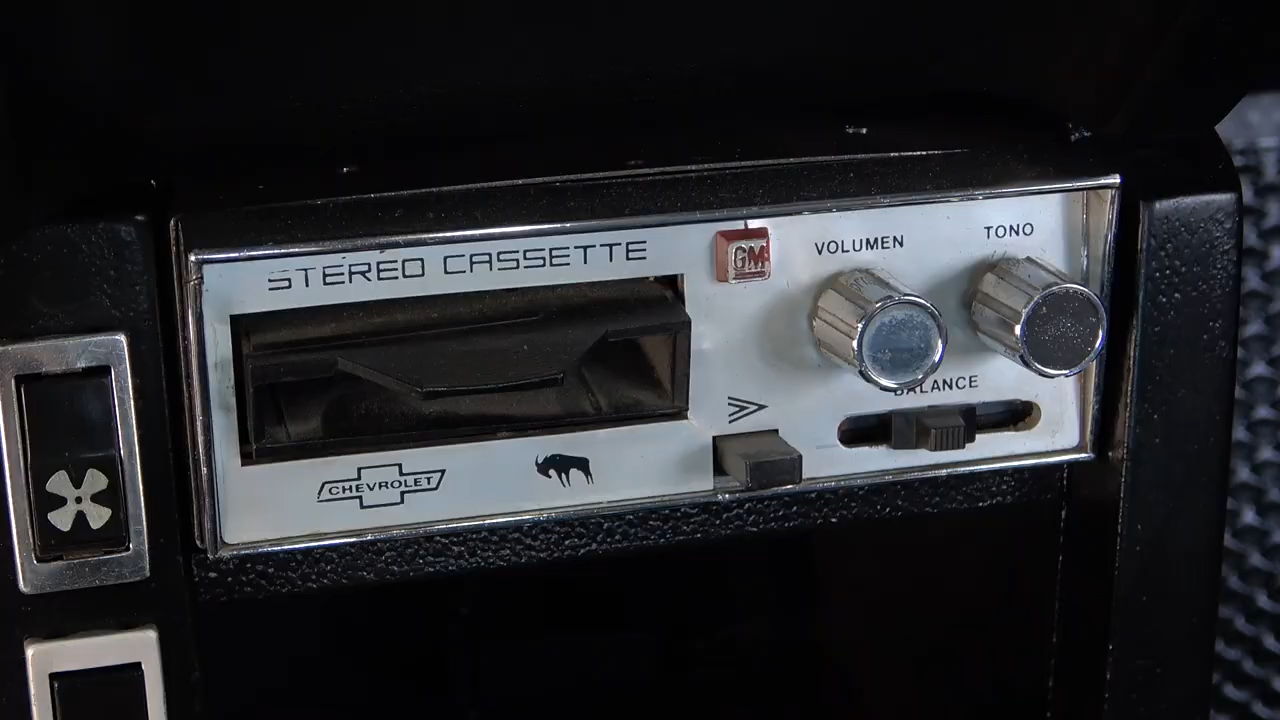 STEREO CASSETTE
GM
VOLUMEN
TONO
BALANCE
CHEVROLET